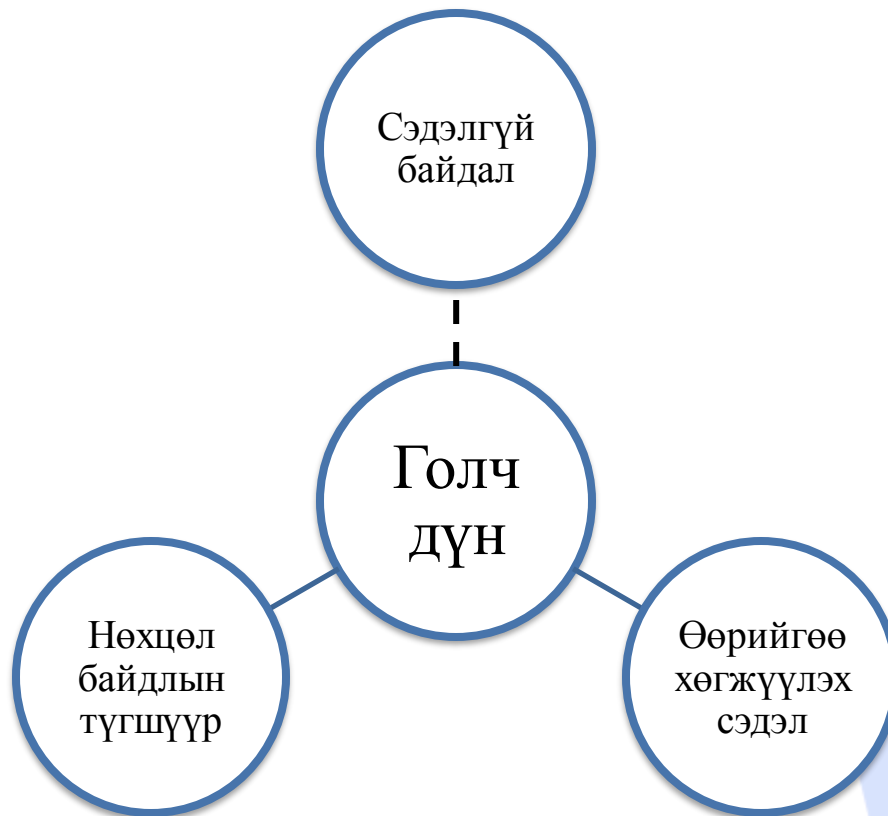 Сэдэлгүй
байдал
Голч
дүн
Нөхцөл
байдлын
түгшүүр
Өөрийгөө
хөгжүүлэх
сэдэл